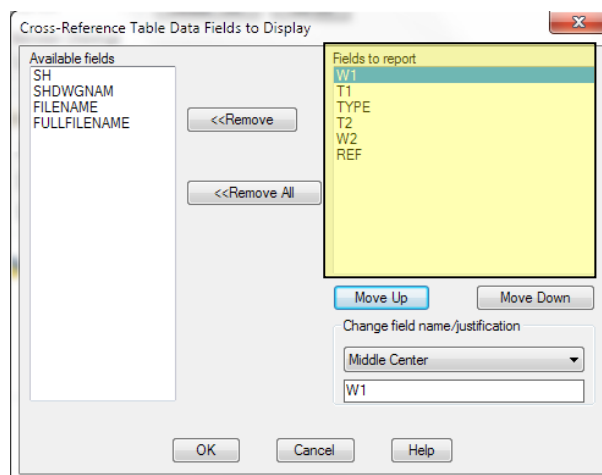 Cross-Reference Table Data Fields to Display
Available fields
SH
SHDWGNAM
FILENAME
FULLFILENAME
<<Remove
<<Remove All
Fields to report
W1
T1
TYPE
T2
W2
REF
Move Up
Move Down
Change field name/justification
Middle Center
W1
OK
Cancel
Help